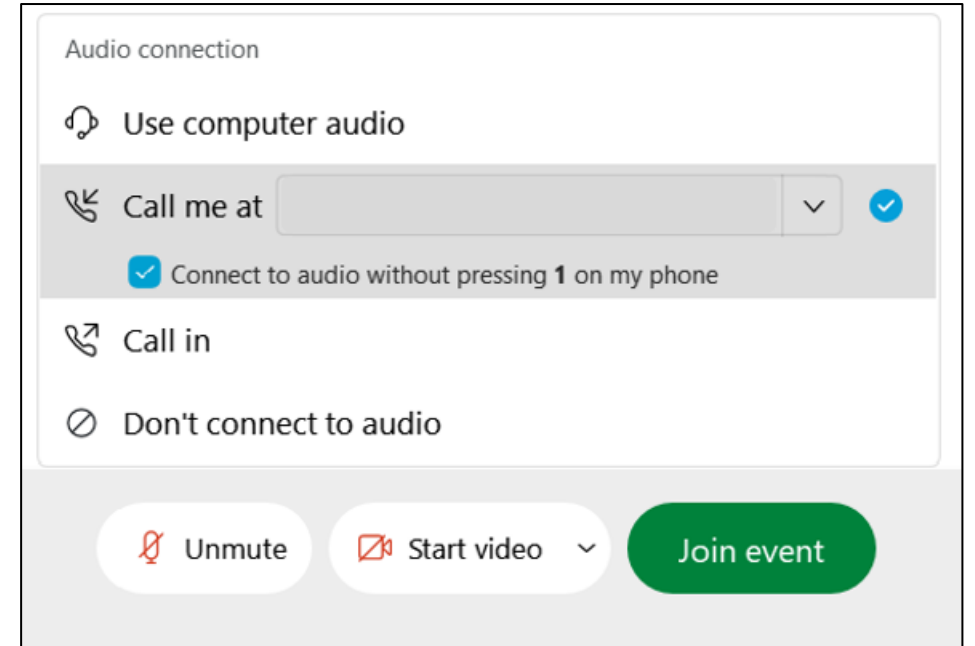 Audio connection
Use computer audio
Call me at
Connect to audio without pressing 1 on my phone
Call in
Don't connect to audio
Unmute Start video Join event